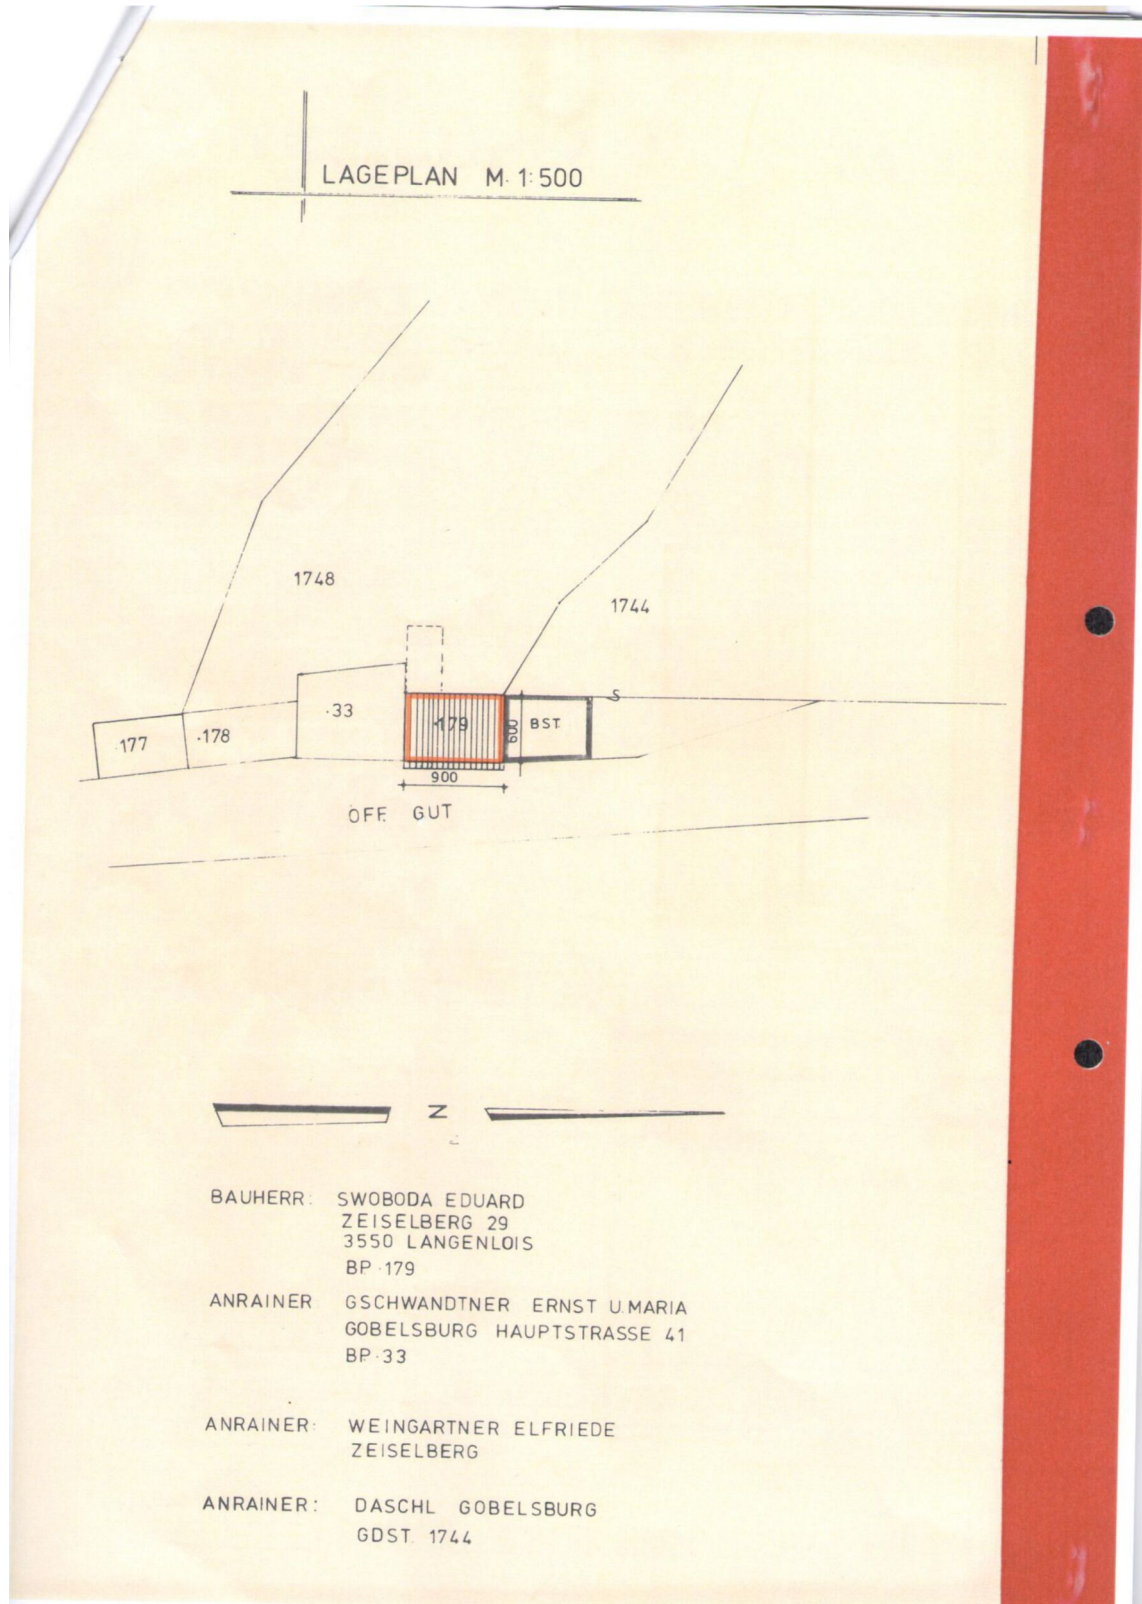 LAGEPLAN M. 1:500
1748
1744
S
.33
.179
600
BST.
.177
.178
900
ÖFF. GUT
N
BAUHERR: SWOBODA EDUARD
ZEISELBERG 29
3550 LANGENLOIS
BP .179
ANRAINER GSCHWANDTNER ERNST U. MARIA
GOBELSBURG HAUPTSTRASSE 41
BP .33
ANRAINER: WEINGARTNER ELFRIEDE
ZEISELBERG
ANRAINER: DASCHL GOBELSBURG
GDST. 1744